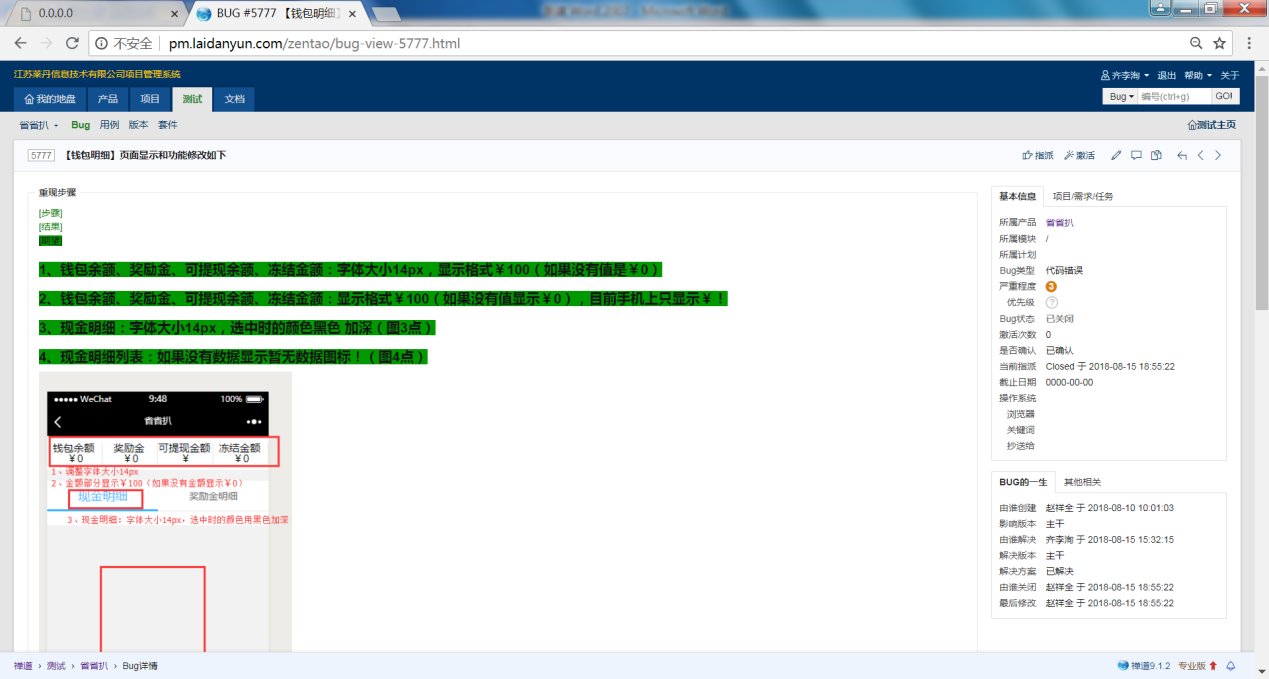 0.0.0.0
BUG #5777 【钱包明细】
不安全 pm.laidanyun.com/zentao/bug-view-5777.html
江苏莱丹信息技术有限公司项目管理系统
齐李洵 退出 帮助 关于
我的地盘 产品 项目 测试 文档
Bug 编号(ctrl+g) GO!
省省扒 Bug 用例 版本 套件
测试主页
5777 【钱包明细】页面显示和功能修改如下
指派 激活
重现步骤
[步骤]
[结果]
[期望]
1、钱包余额、奖励金、可提现余额、冻结金额：字体大小14px，显示格式￥100（如果没有值是￥0）
2、钱包余额、奖励金、可提现余额、冻结金额：显示格式￥100（如果没有值显示￥0），目前手机上只显示￥！
3、现金明细：字体大小14px，选中时的颜色黑色 加深（图3点）
4、现金明细列表：如果没有数据显示暂无数据图标！（图4点）
WeChat 9:48 100%
省省扒
钱包余额 奖励金 可提现金额 冻结金额
￥0 ￥0 ￥ ￥0
1、调整字体大小14px
2、金额部分显示￥100（如果没有金额显示￥0）
现金明细 奖励金明细
3、现金明细：字体大小14px，选中时的颜色用黑色加深
基本信息 项目/需求/任务
所属产品 省省扒
所属模块 /
所属计划
Bug类型 代码错误
严重程度 3
优先级 ?
Bug状态 已关闭
激活次数 0
是否确认 已确认
当前指派 Closed 于 2018-08-15 18:55:22
截止日期 0000-00-00
操作系统
浏览器
关键词
抄送给
BUG的一生 其他相关
由谁创建 赵祥全 于 2018-08-10 10:01:03
影响版本 主干
由谁解决 齐李洵 于 2018-08-15 15:32:15
解决版本 主干
解决方案 已解决
由谁关闭 赵祥全 于 2018-08-15 18:55:22
最后修改 赵祥全 于 2018-08-15 18:55:22
禅道 › 测试 › 省省扒 › Bug详情
禅道9.1.2 专业版